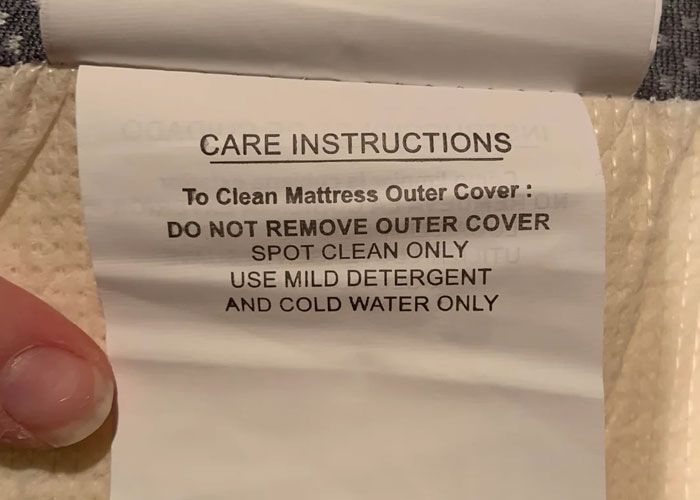 CARE INSTRUCTIONS
To Clean Mattress Outer Cover :
DO NOT REMOVE OUTER COVER
SPOT CLEAN ONLY
USE MILD DETERGENT
AND COLD WATER ONLY